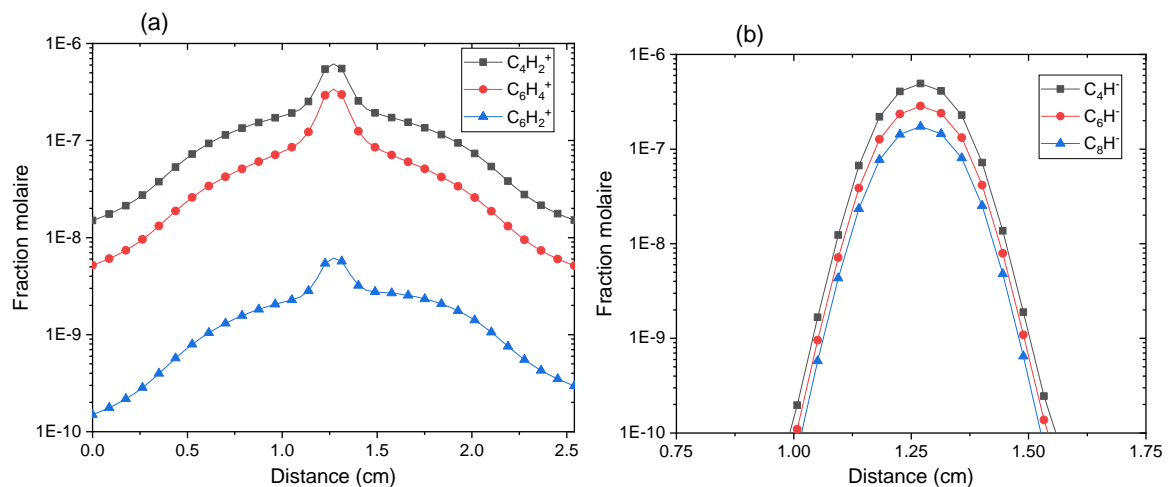 (a)
1E-6
1E-7
1E-8
1E-9
1E-10
Fraction molaire
C₄H₂⁺
C₆H₄⁺
C₆H₂⁺
0.0
0.5
1.0
1.5
2.0
2.5
Distance (cm)
(b)
1E-6
1E-7
1E-8
1E-9
1E-10
Fraction molaire
C₄H⁻
C₆H⁻
C₈H⁻
0.75
1.00
1.25
1.50
1.75
Distance (cm)